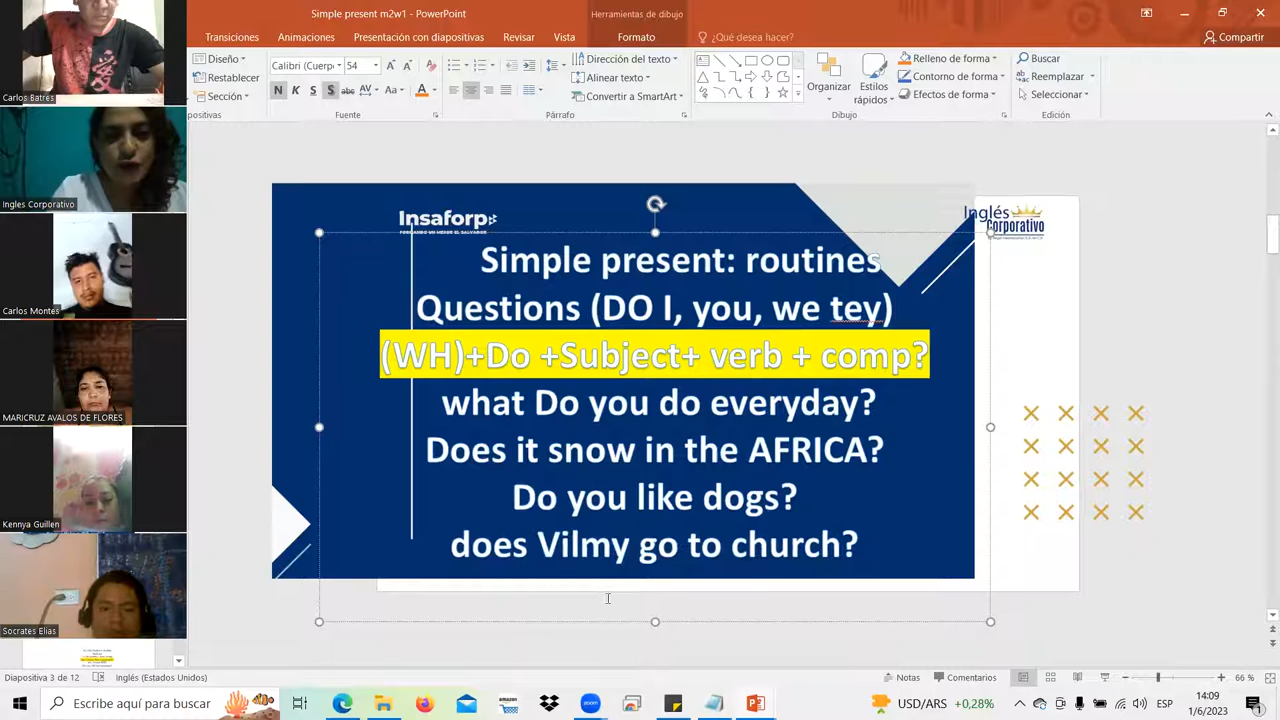 Simple present m2w1 - PowerPoint
Herramientas de dibujo
Transiciones
Animaciones
Presentación con diapositivas
Revisar
Vista
Formato
¿Qué desea hacer?
Compartir
Diseño
Restablecer
Sección
Calibri (Cuerp
54
Dirección del texto
Alinear texto
Convertir a SmartArt
Organizar
Estilos
rápidos
Relleno de forma
Contorno de forma
Efectos de forma
Buscar
Reemplazar
Seleccionar
positivas
Fuente
Párrafo
Dibujo
Edición
Carlos Batres
Ingles Corporativo
Carlos Montes
MARICRUZ AVALOS DE FLORES
Kennya Guillen
Socrates Elias
Insaforp
Inglés
Corporativo
Simple present: routines
Questions (DO I, you, we tey)
(WH)+Do +Subject+ verb + comp?
what Do you do everyday?
Does it snow in the AFRICA?
Do you like dogs?
does Vilmy go to church?
Diapositiva 3 de 12
Inglés (Estados Unidos)
Notas
Comentarios
66 %
Escribe aquí para buscar
amazon
USD/ARS
+0,28%
ESP
14:09
1/6/2023